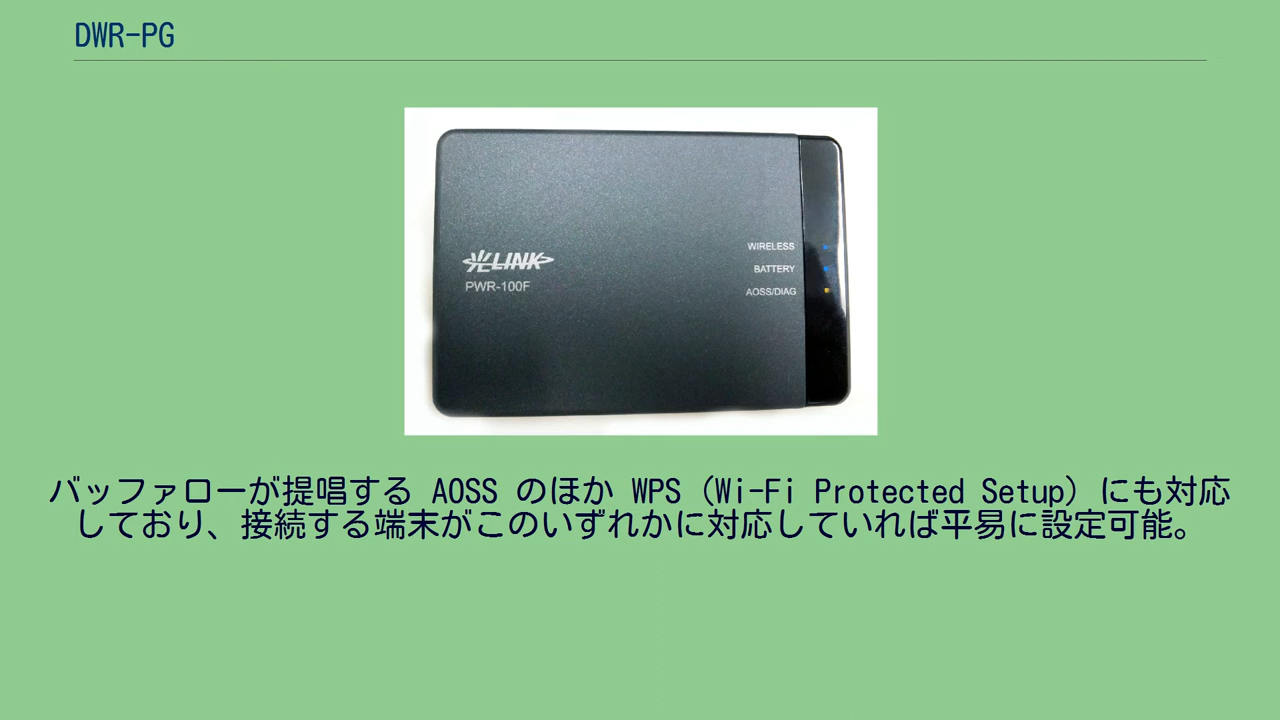 DWR-PG
光LINK
PWR-100F
WIRELESS
BATTERY
AOSS/DIAG
バッファローが提唱する AOSS のほか WPS (Wi-Fi Protected Setup) にも対応
しており、接続する端末がこのいずれかに対応していれば平易に設定可能。